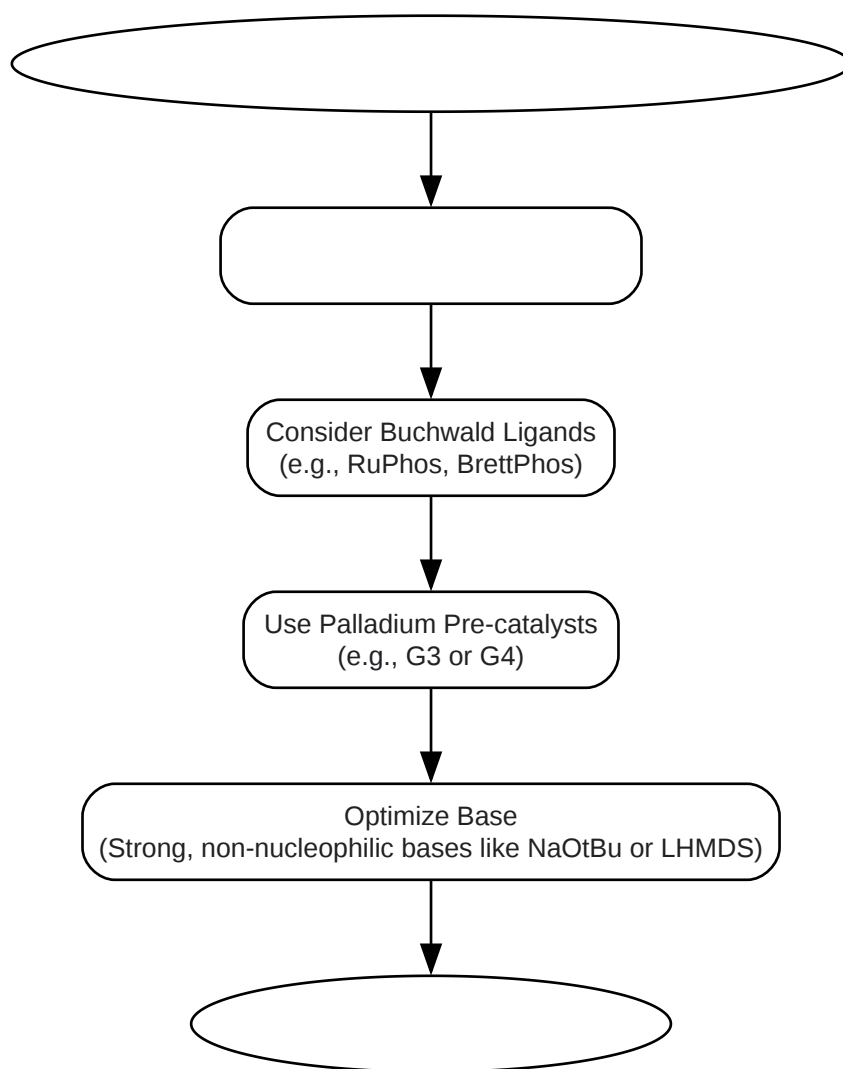 Consider Buchwald Ligands
(e.g., RuPhos, BrettPhos)
Use Palladium Pre-catalysts
(e.g., G3 or G4)
Optimize Base
(Strong, non-nucleophilic bases like NaOtBu or LHMDS)